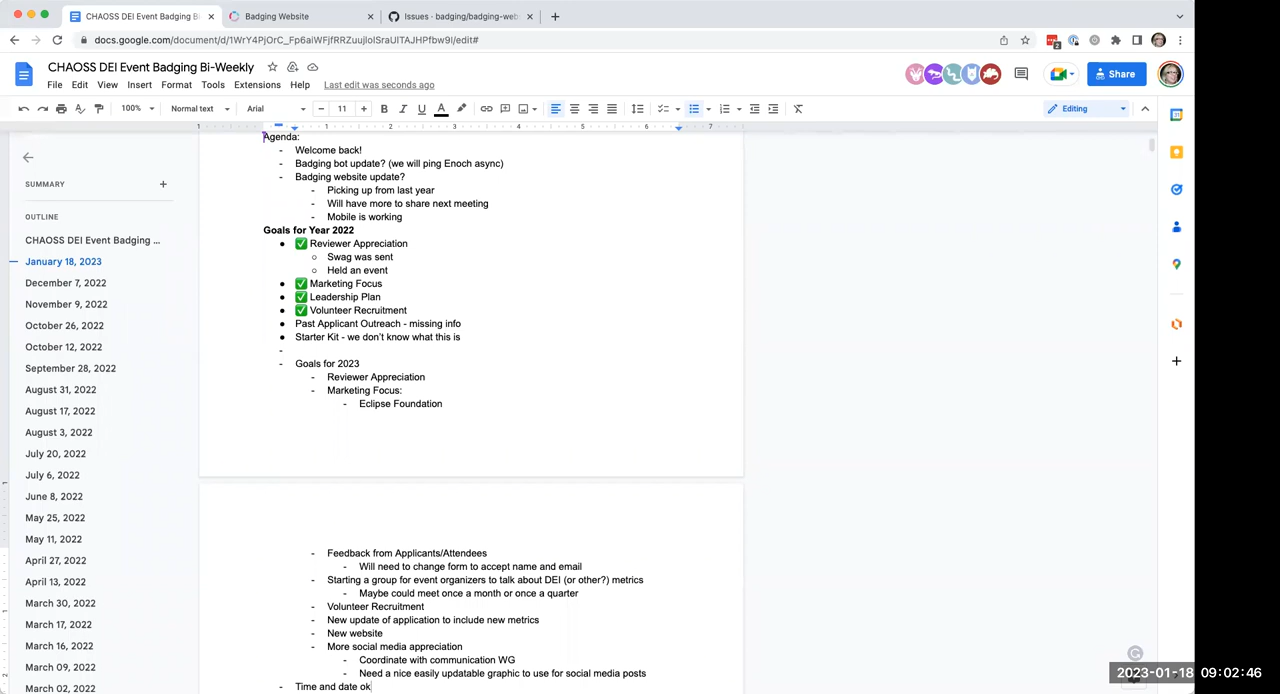 CHAOSS DEI Event Badging Bi
Badging Website
Issues · badging/badging-web
docs.google.com/document/d/1WrY4PjOrC_Fp6aiWFjfRRZuujlolSraUlTAJHPfbw9I/edit#
2
CHAOSS DEI Event Badging Bi-Weekly
File Edit View Insert Format Tools Extensions Help Last edit was seconds ago
Share
100% Normal text Arial 11 B I U A
Editing
1 1 2 3 4 5 6 7
SUMMARY
OUTLINE
CHAOSS DEI Event Badging ...
January 18, 2023
December 7, 2022
November 9, 2022
October 26, 2022
October 12, 2022
September 28, 2022
August 31, 2022
August 17, 2022
August 3, 2022
July 20, 2022
July 6, 2022
June 8, 2022
May 25, 2022
May 11, 2022
April 27, 2022
April 13, 2022
March 30, 2022
March 17, 2022
March 16, 2022
March 09, 2022
March 02, 2022
Agenda:
- Welcome back!
- Badging bot update? (we will ping Enoch async)
- Badging website update?
- Picking up from last year
- Will have more to share next meeting
- Mobile is working
Goals for Year 2022
● ✅ Reviewer Appreciation
○ Swag was sent
○ Held an event
● ✅ Marketing Focus
● ✅ Leadership Plan
● ✅ Volunteer Recruitment
● Past Applicant Outreach - missing info
● Starter Kit - we don't know what this is
-
- Goals for 2023
- Reviewer Appreciation
- Marketing Focus:
- Eclipse Foundation
- Feedback from Applicants/Attendees
- Will need to change form to accept name and email
- Starting a group for event organizers to talk about DEI (or other?) metrics
- Maybe could meet once a month or once a quarter
- Volunteer Recruitment
- New update of application to include new metrics
- New website
- More social media appreciation
- Coordinate with communication WG
- Need a nice easily updatable graphic to use for social media posts
- Time and date ok
2023-01-18 09:02:46